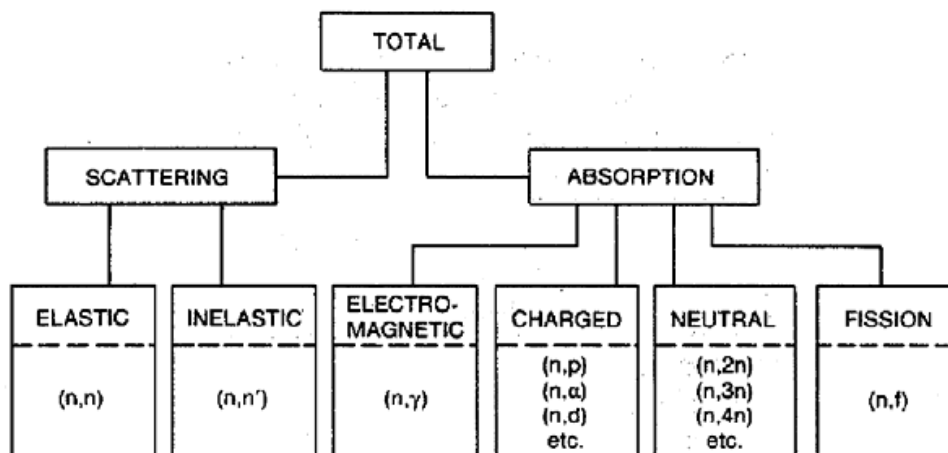 TOTAL
SCATTERING
ABSORPTION
ELASTIC
(n,n)
INELASTIC
(n,n′)
ELECTRO-
MAGNETIC
(n,γ)
CHARGED
(n,p)
(n,α)
(n,d)
etc.
NEUTRAL
(n,2n)
(n,3n)
(n,4n)
etc.
FISSION
(n,f)